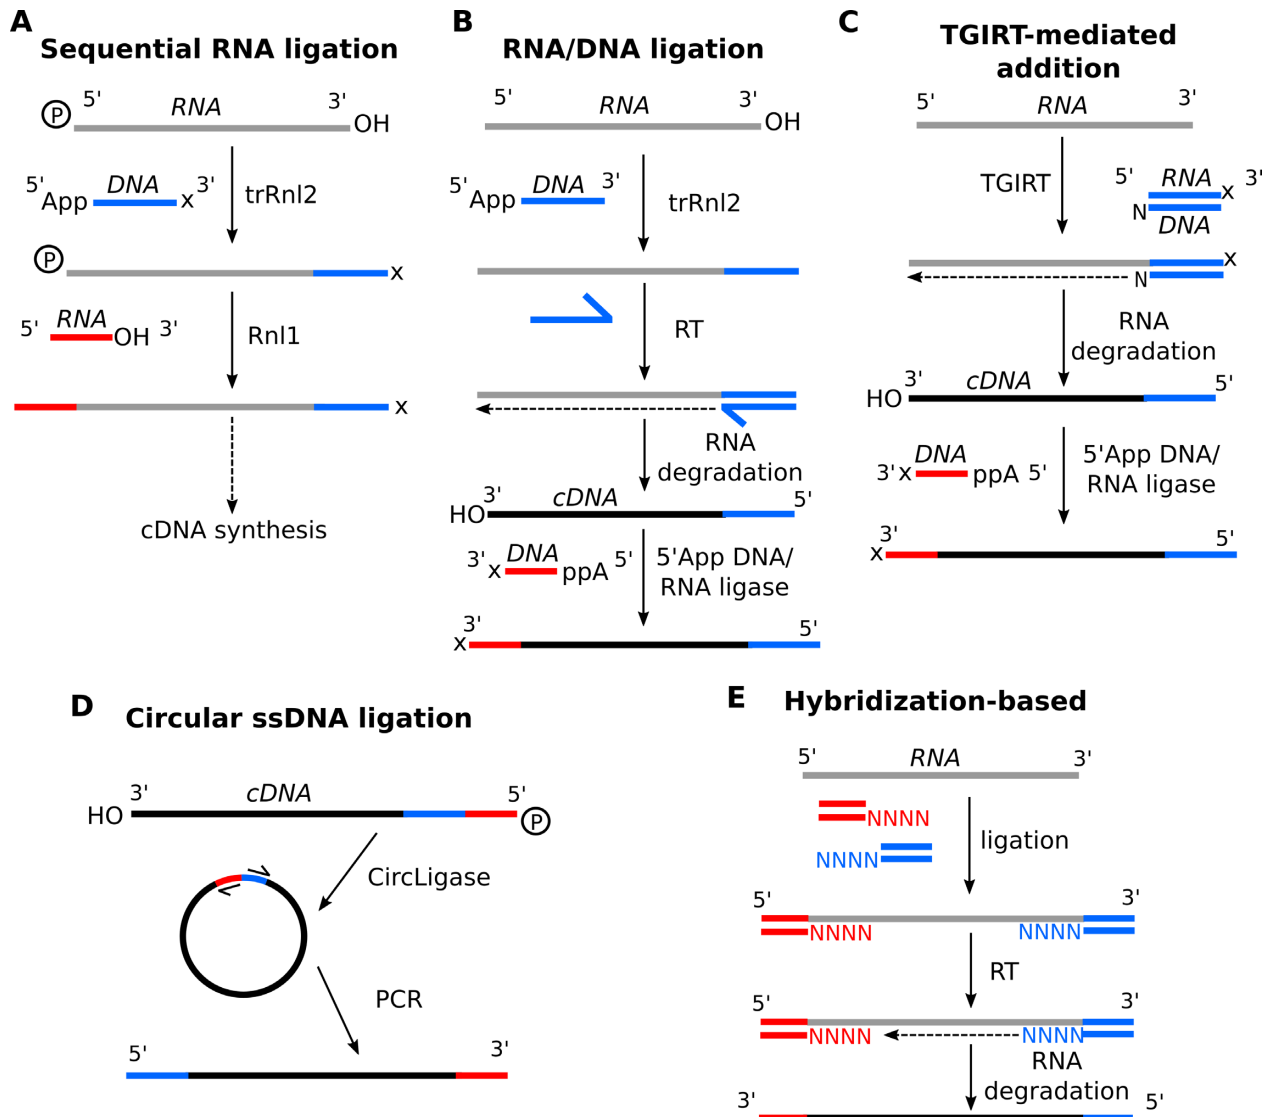 A
Sequential RNA ligation
5' RNA 3'
P OH
5' DNA 3'
App x trRnl2
P x
5' RNA OH 3' Rnl1
x
cDNA synthesis
B
RNA/DNA ligation
5' RNA 3'
OH
5' DNA 3'
App trRnl2
RT
RNA
degradation
3' cDNA
HO 5'
3' x DNA ppA 5' 5'App DNA/
RNA ligase
3' 5'
x
C
TGIRT-mediated
addition
5' RNA 3'
TGIRT 5' RNA x 3'
N DNA
x
N
RNA
degradation
3' cDNA 5'
HO
DNA 5'App DNA/
3'x ppA 5' RNA ligase
3' 5'
x
D
Circular ssDNA ligation
3' cDNA 5'
HO P
CircLigase
PCR
5' 3'
E
Hybridization-based
5' RNA 3'
NNNN
ligation
NNNN
5' 3'
NNNN NNNN
RT
5' 3'
NNNN NNNN
RNA
degradation
3' 5'